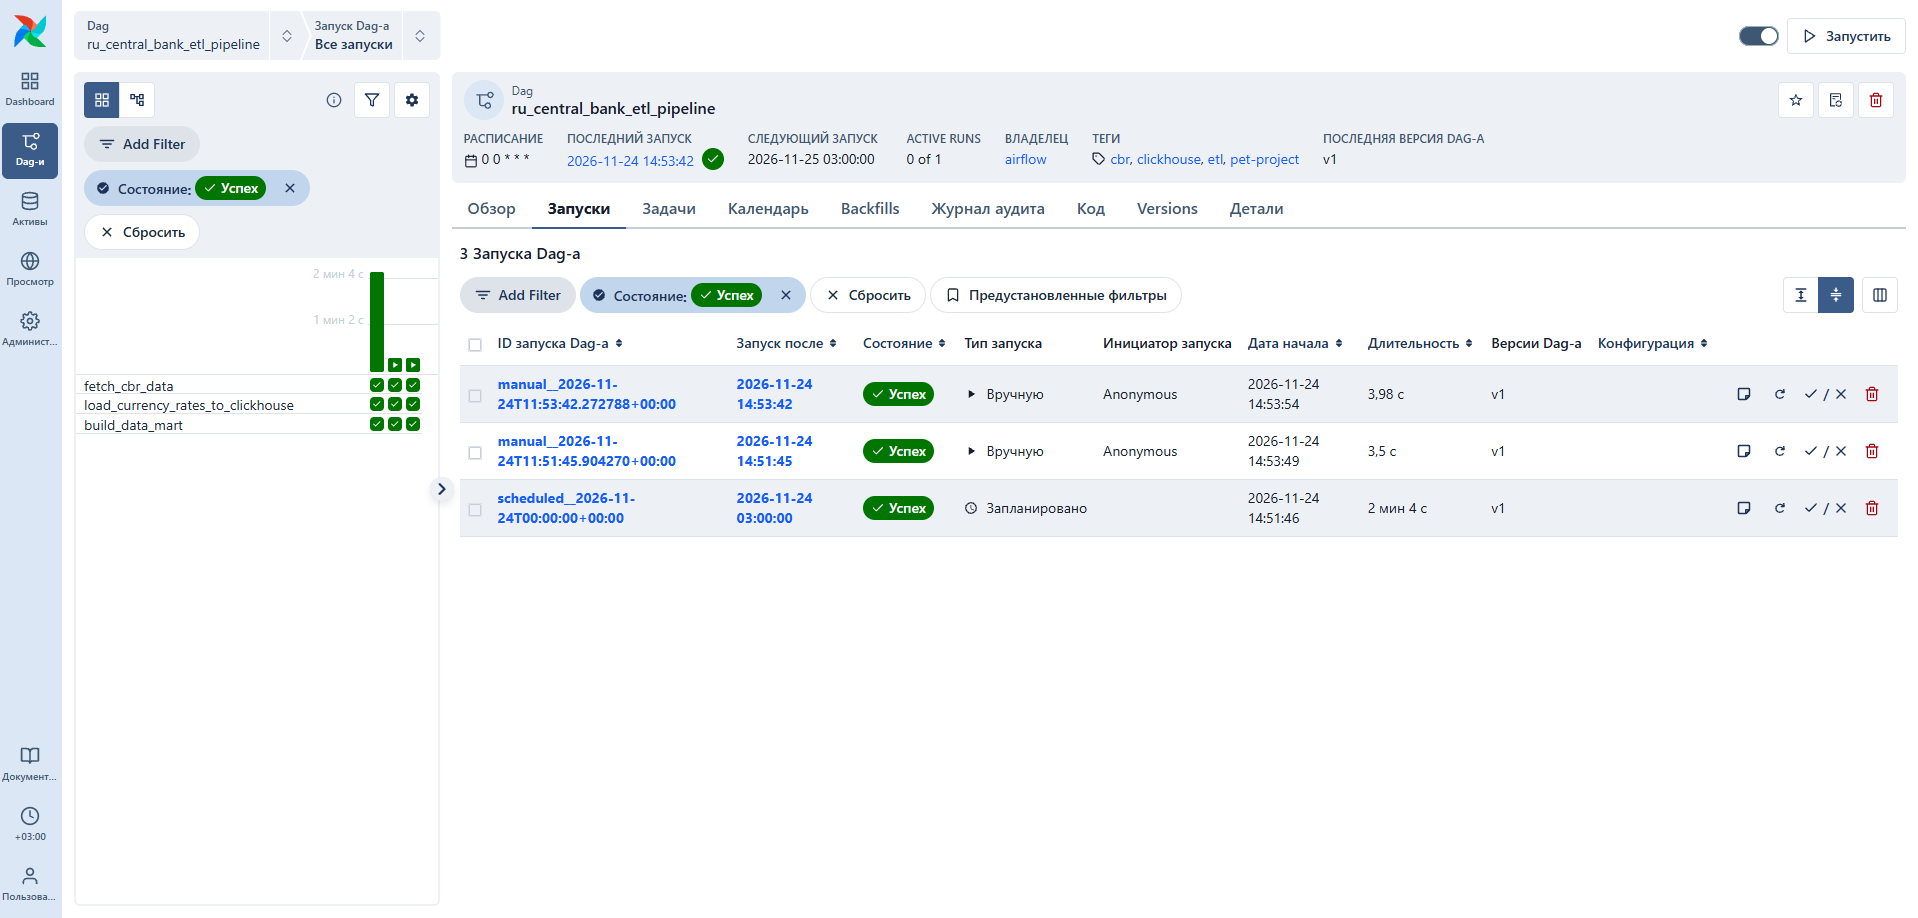 Dag
ru_central_bank_etl_pipeline
Запуск Dag-а
Все запуски
Запустить
Dashboard
Dag-и
Активы
Просмотр
Админист...
Документ...
+03:00
Пользова...
Add Filter
Состояние: Успех
Сбросить
2 мин 4 с
1 мин 2 с
fetch_cbr_data
load_currency_rates_to_clickhouse
build_data_mart
Dag
ru_central_bank_etl_pipeline
РАСПИСАНИЕ ПОСЛЕДНИЙ ЗАПУСК СЛЕДУЮЩИЙ ЗАПУСК ACTIVE RUNS ВЛАДЕЛЕЦ ТЕГИ ПОСЛЕДНЯЯ ВЕРСИЯ DAG-А
0 0 * * * 2026-11-24 14:53:42 2026-11-25 03:00:00 0 of 1 airflow cbr, clickhouse, etl, pet-project v1
Обзор Запуски Задачи Календарь Backfills Журнал аудита Код Versions Детали
3 Запуска Dag-а
Add Filter Состояние: Успех Сбросить Предустановленные фильтры
ID запуска Dag-а Запуск после Состояние Тип запуска Инициатор запуска Дата начала Длительность Версии Dag-а Конфигурация
manual__2026-11-
24T11:53:42.272788+00:00
2026-11-24
14:53:42
Успех Вручную Anonymous
2026-11-24
14:53:54
3,98 с v1 /
manual__2026-11-
24T11:51:45.904270+00:00
2026-11-24
14:51:45
Успех Вручную Anonymous
2026-11-24
14:53:49
3,5 с v1 /
scheduled__2026-11-
24T00:00:00+00:00
2026-11-24
03:00:00
Успех Запланировано
2026-11-24
14:51:46
2 мин 4 с v1 /